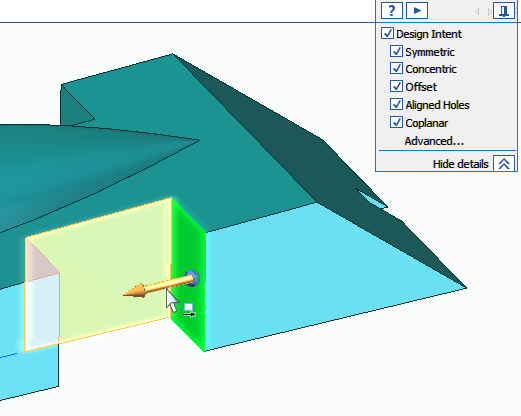 ?
Design Intent
Symmetric
Concentric
Offset
Aligned Holes
Coplanar
Advanced...
Hide details